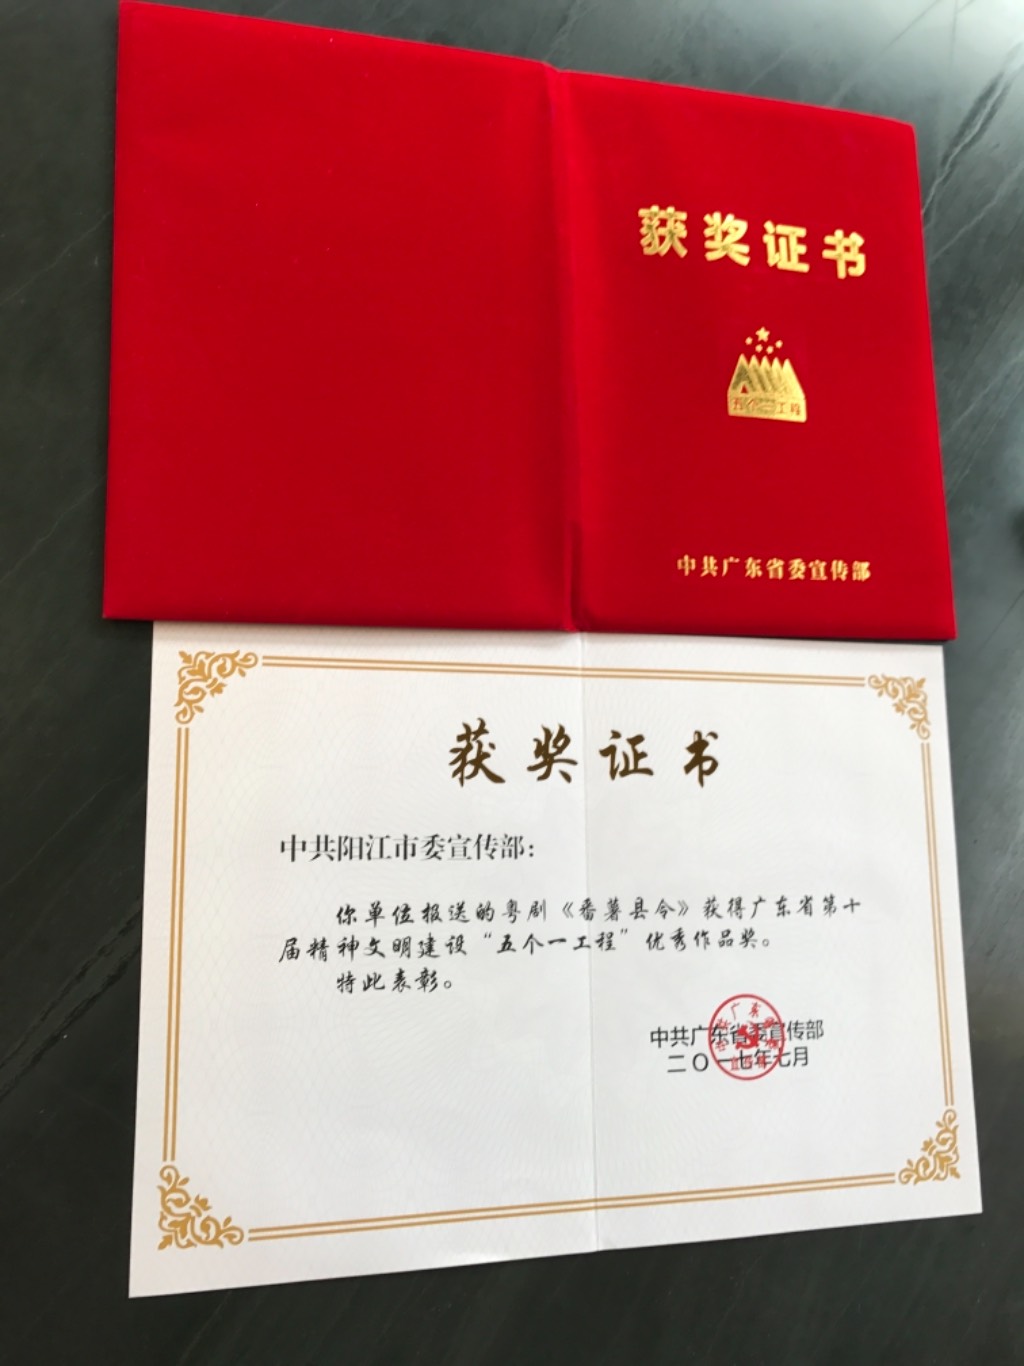 获奖证书
五个一工程
中共广东省委宣传部
获奖证书
中共阳江市委宣传部：
你单位报送的粤剧《番薯县令》获得广东省第十
届精神文明建设“五个一工程”优秀作品奖。
特此表彰。
中共广东省委宣传部
二〇一七年七月